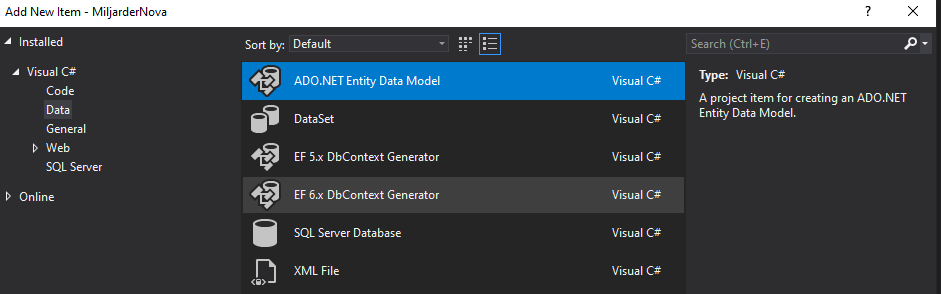 Add New Item - MiljarderNova
?
Installed
Visual C#
Code
Data
General
Web
SQL Server
Online
Sort by: Default
ADO.NET Entity Data Model Visual C#
DataSet Visual C#
EF 5.x DbContext Generator Visual C#
EF 6.x DbContext Generator Visual C#
SQL Server Database Visual C#
XML File Visual C#
Search (Ctrl+E)
Type: Visual C#
A project item for creating an ADO.NET
Entity Data Model.